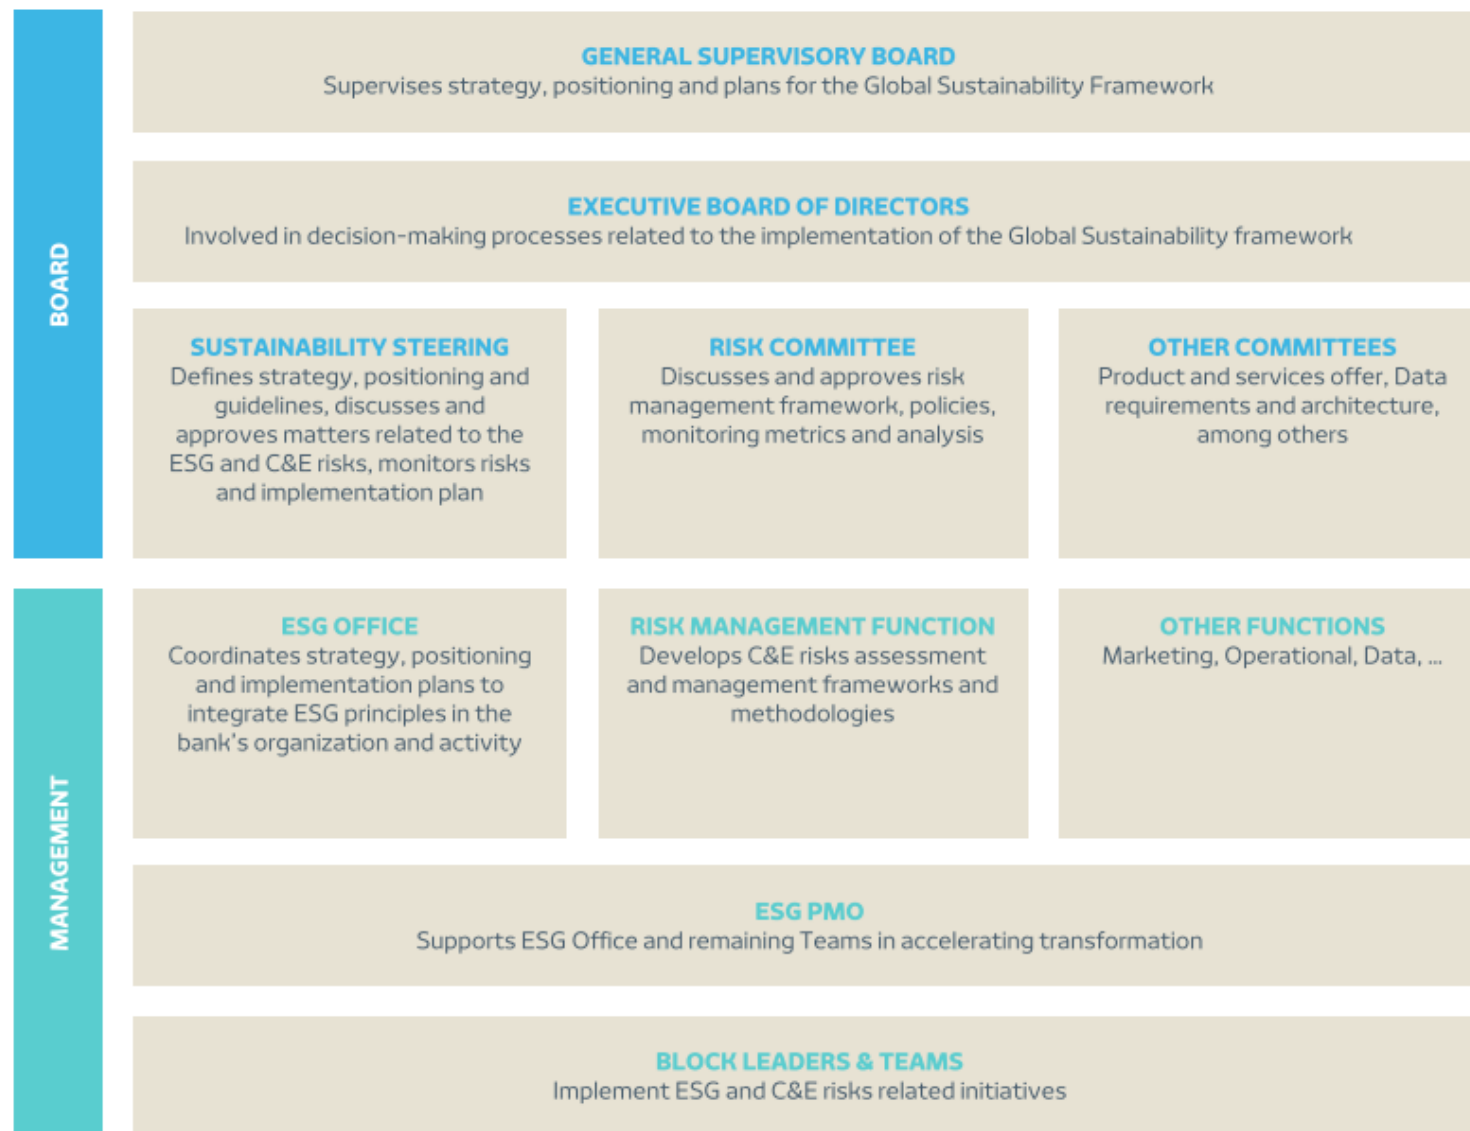 BOARD
GENERAL SUPERVISORY BOARD
Supervises strategy, positioning and plans for the Global Sustainability Framework
EXECUTIVE BOARD OF DIRECTORS
Involved in decision-making processes related to the implementation of the Global Sustainability framework
SUSTAINABILITY STEERING
Defines strategy, positioning and
guidelines, discusses and
approves matters related to the
ESG and C&E risks, monitors risks
and implementation plan
RISK COMMITTEE
Discusses and approves risk
management framework, policies,
monitoring metrics and analysis
OTHER COMMITTEES
Product and services offer, Data
requirements and architecture,
among others
MANAGEMENT
ESG OFFICE
Coordinates strategy, positioning
and implementation plans to
integrate ESG principles in the
bank's organization and activity
RISK MANAGEMENT FUNCTION
Develops C&E risks assessment
and management frameworks and
methodologies
OTHER FUNCTIONS
Marketing, Operational, Data, ...
ESG PMO
Supports ESG Office and remaining Teams in accelerating transformation
BLOCK LEADERS & TEAMS
Implement ESG and C&E risks related initiatives